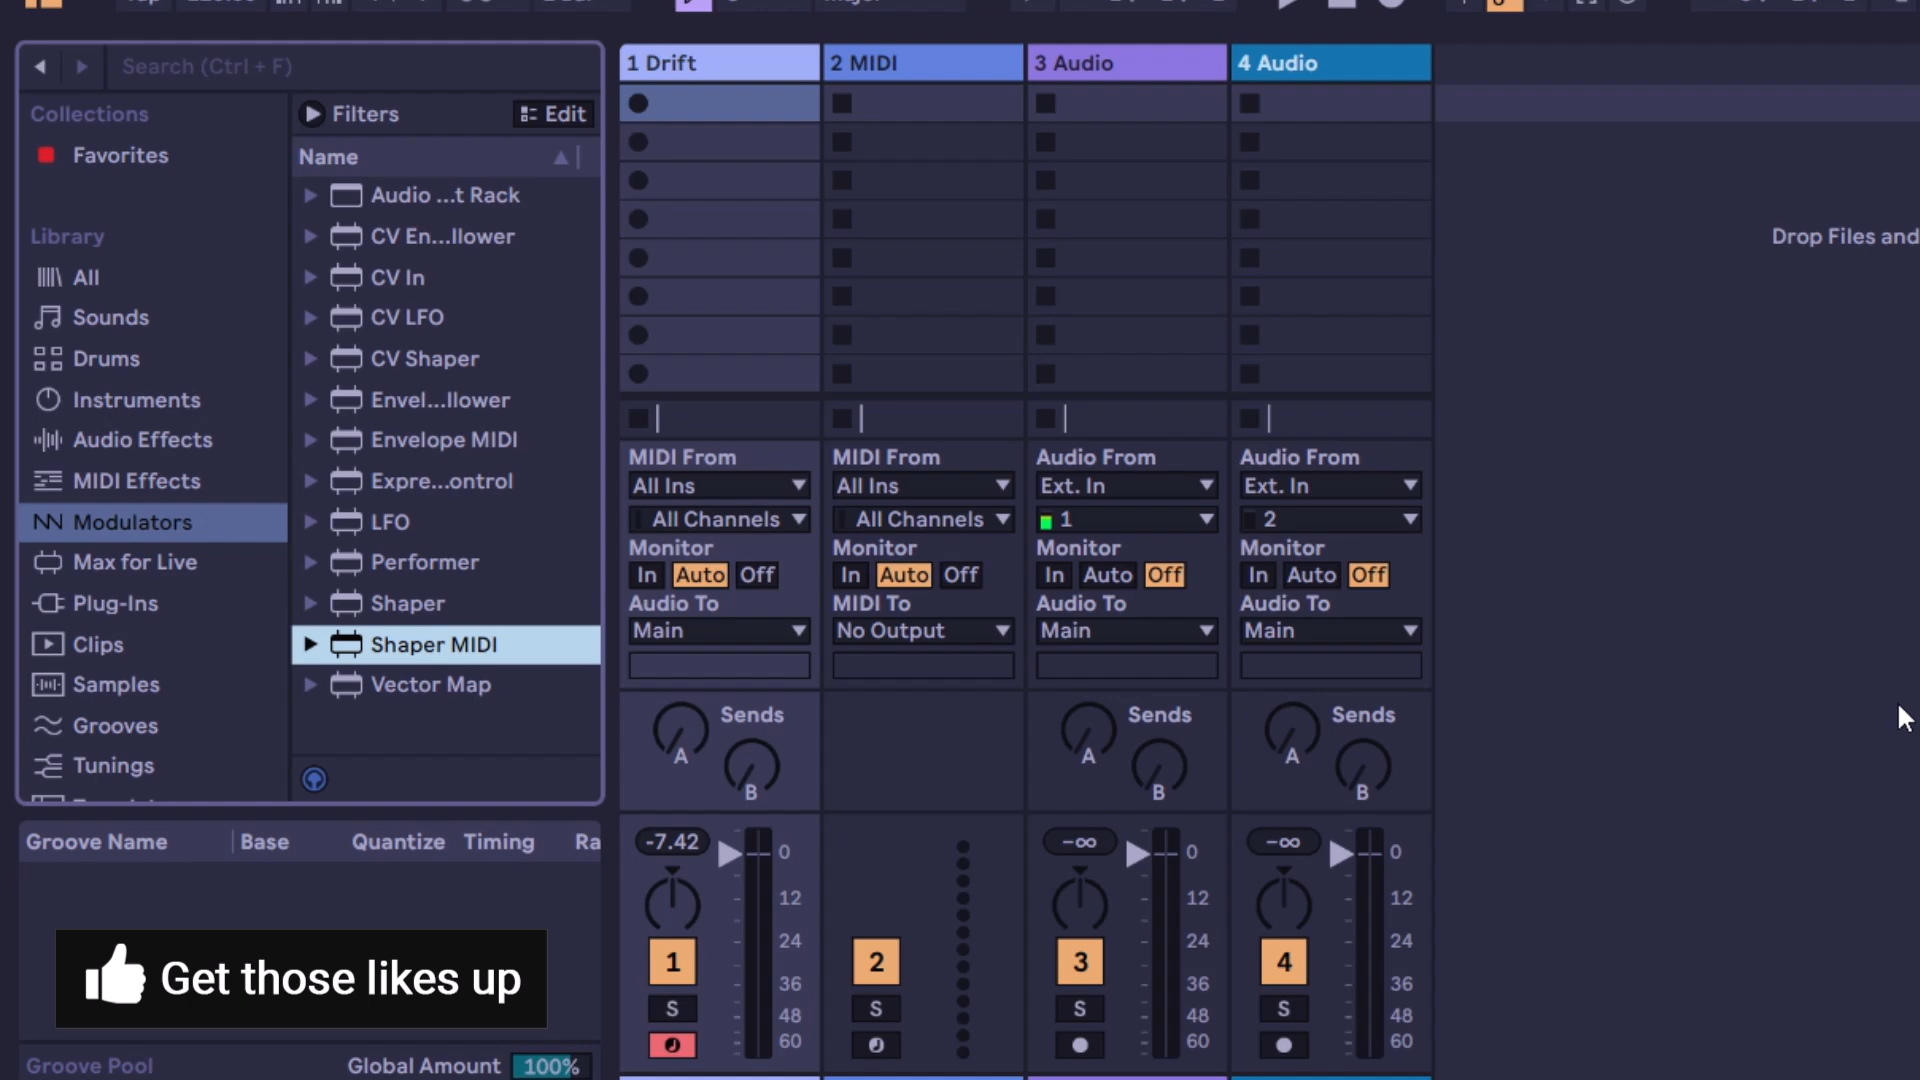 Search (Ctrl + F)
Collections
Favorites
Library
All
Sounds
Drums
Instruments
Audio Effects
MIDI Effects
Modulators
Max for Live
Plug-Ins
Clips
Samples
Grooves
Tunings
Filters
Edit
Name
Audio ...t Rack
CV En...llower
CV In
CV LFO
CV Shaper
Envel...llower
Envelope MIDI
Expre...ontrol
LFO
Performer
Shaper
Shaper MIDI
Vector Map
Groove Name Base Quantize Timing Ra
Get those likes up
Groove Pool Global Amount 100%
1 Drift 2 MIDI 3 Audio 4 Audio
Drop Files and
MIDI From MIDI From Audio From Audio From
All Ins All Ins Ext. In Ext. In
All Channels All Channels 1 2
Monitor Monitor Monitor Monitor
In Auto Off In Auto Off In Auto Off In Auto Off
Audio To MIDI To Audio To Audio To
Main No Output Main Main
Sends Sends Sends
A A A
B B B
-7.42 0 -∞ 0 -∞ 0
12 12 12
24 24 24
1 2 3 4
36 36 36
S S S S
48 48 48
60 60 60